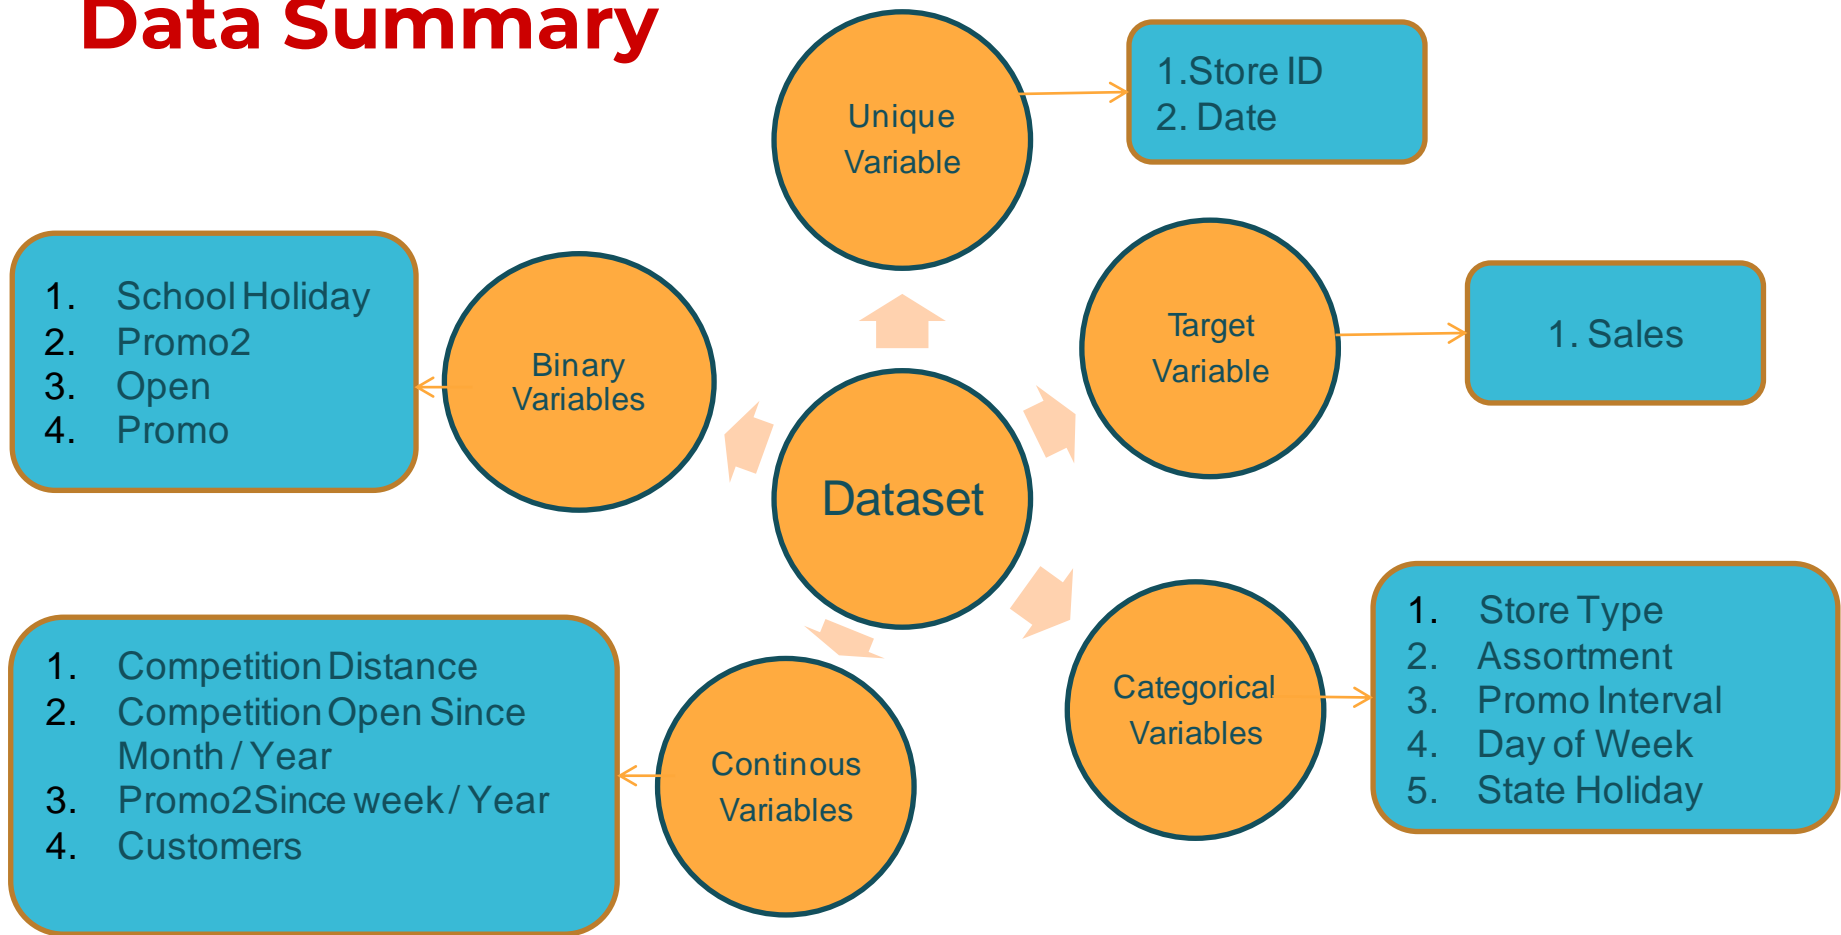 Data Summary
Unique
Variable
1.Store ID
2. Date
Target
Variable
1. Sales
Binary
Variables
1. School Holiday
2. Promo2
3. Open
4. Promo
Dataset
Categorical
Variables
1. Store Type
2. Assortment
3. Promo Interval
4. Day of Week
5. State Holiday
Continous
Variables
1. Competition Distance
2. Competition Open Since
Month / Year
3. Promo2Since week / Year
4. Customers